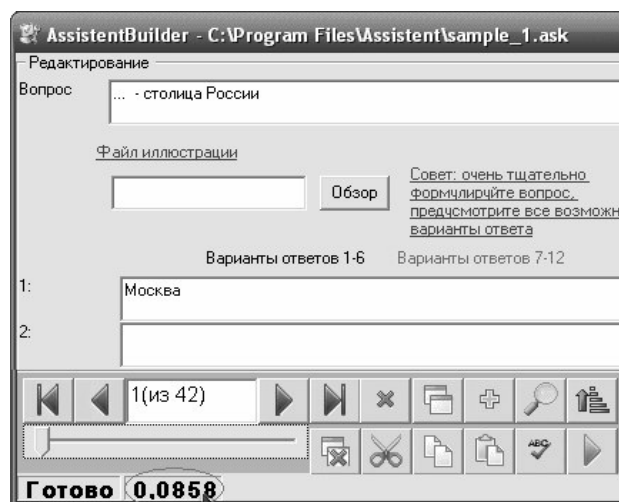 AssistentBuilder - C:\Program Files\Assistent\sample_1.ask
Редактирование
Вопрос
... - столица России
Файл иллюстрации
Обзор
Совет: очень тщательно
формулируйте вопрос,
предусмотрите все возможн
варианты ответа
Варианты ответов 1-6 Варианты ответов 7-12
1:
Москва
2:
1(из 42)
ABC
Готово 0,0858